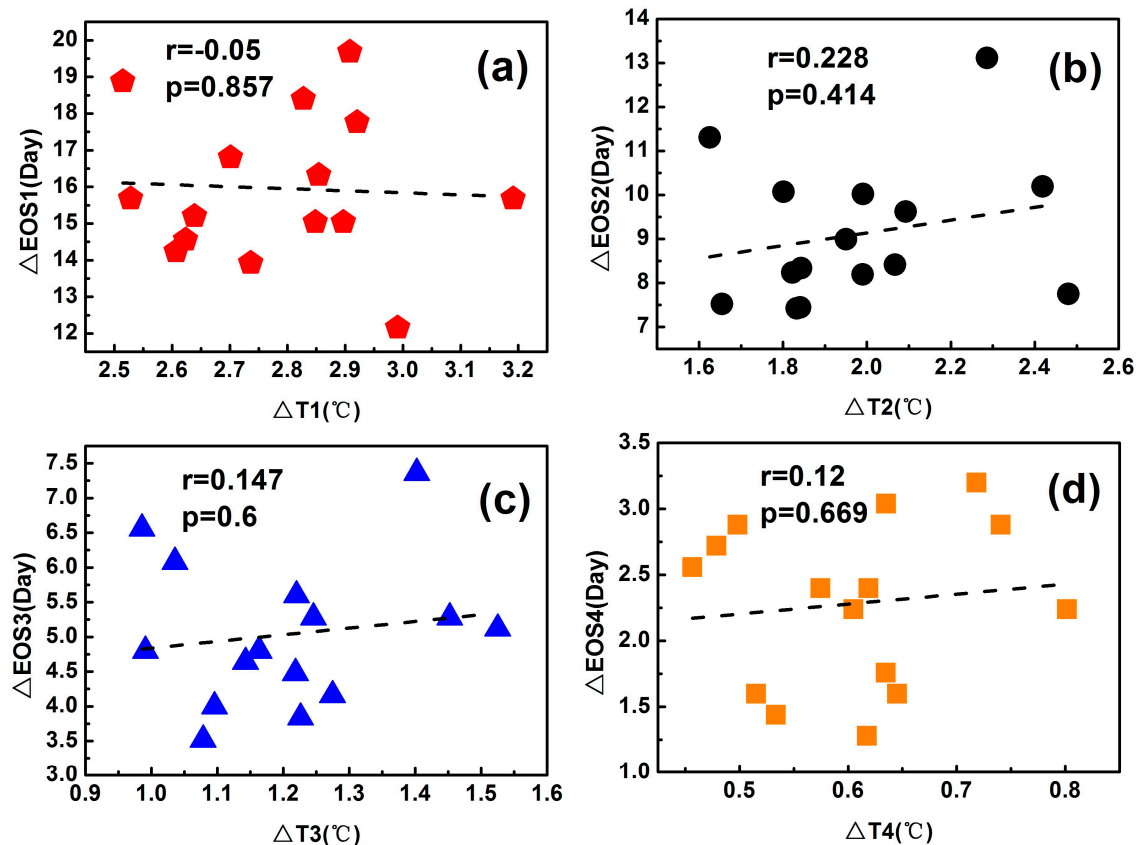 r=-0.05
p=0.857
(a)
20
19
18
17
16
15
14
13
12
△EOS1(Day)
2.5 2.6 2.7 2.8 2.9 3.0 3.1 3.2
△T1(℃)
r=0.228
p=0.414
(b)
14
13
12
11
10
9
8
7
△EOS2(Day)
1.6 1.8 2.0 2.2 2.4 2.6
△T2(℃)
r=0.147
p=0.6
(c)
7.5
7.0
6.5
6.0
5.5
5.0
4.5
4.0
3.5
3.0
△EOS3(Day)
0.9 1.0 1.1 1.2 1.3 1.4 1.5 1.6
△T3(℃)
r=0.12
p=0.669
(d)
3.5
3.0
2.5
2.0
1.5
1.0
△EOS4(Day)
0.5 0.6 0.7 0.8
△T4(℃)